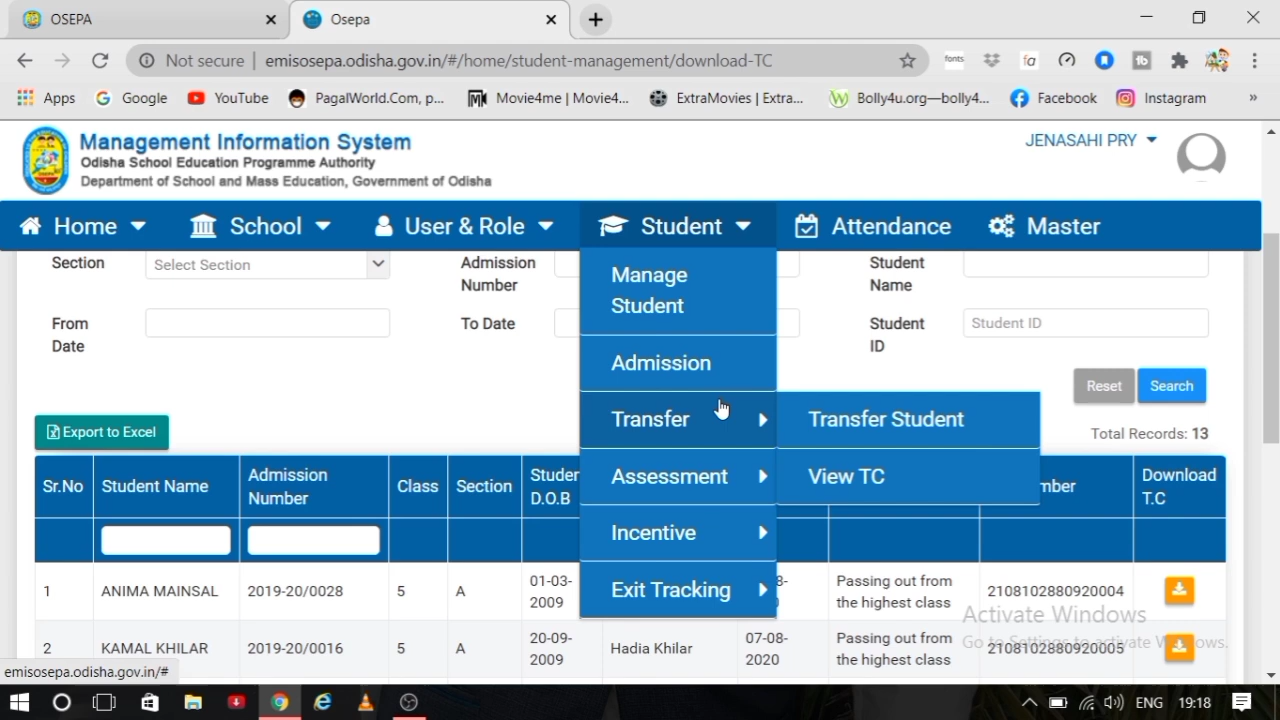 OSEPA
Osepa
Not secure | emisosepa.odisha.gov.in/#/home/student-management/download-TC
fonts
fa
Apps Google YouTube PagalWorld.Com, p... Movie4me | Movie4... ExtraMovies | Extra... Bolly4u.org—bolly4... Facebook Instagram »
Management Information System
Odisha School Education Programme Authority
Department of School and Mass Education, Government of Odisha
JENASAHI PRY
Home School User & Role Student Attendance Master
Section Select Section Admission Number Student Name
From Date To Date Student ID Student ID
Manage Student
Admission
Transfer
Assessment
Incentive
Exit Tracking
Transfer Student
View TC
Reset Search
Export to Excel Total Records: 13
Sr.No Student Name Admission Number Class Section D.O.B Download T.C
1 ANIMA MAINSAL 2019-20/0028 5 A 01-03-2009 Passing out from the highest class 2108102880920004
2 KAMAL KHILAR 2019-20/0016 5 A 20-09-2009 Hadia Khilar 07-08-2020 Passing out from the highest class 2108102880920005
Activate Windows
emisosepa.odisha.gov.in/#
ENG 19:18